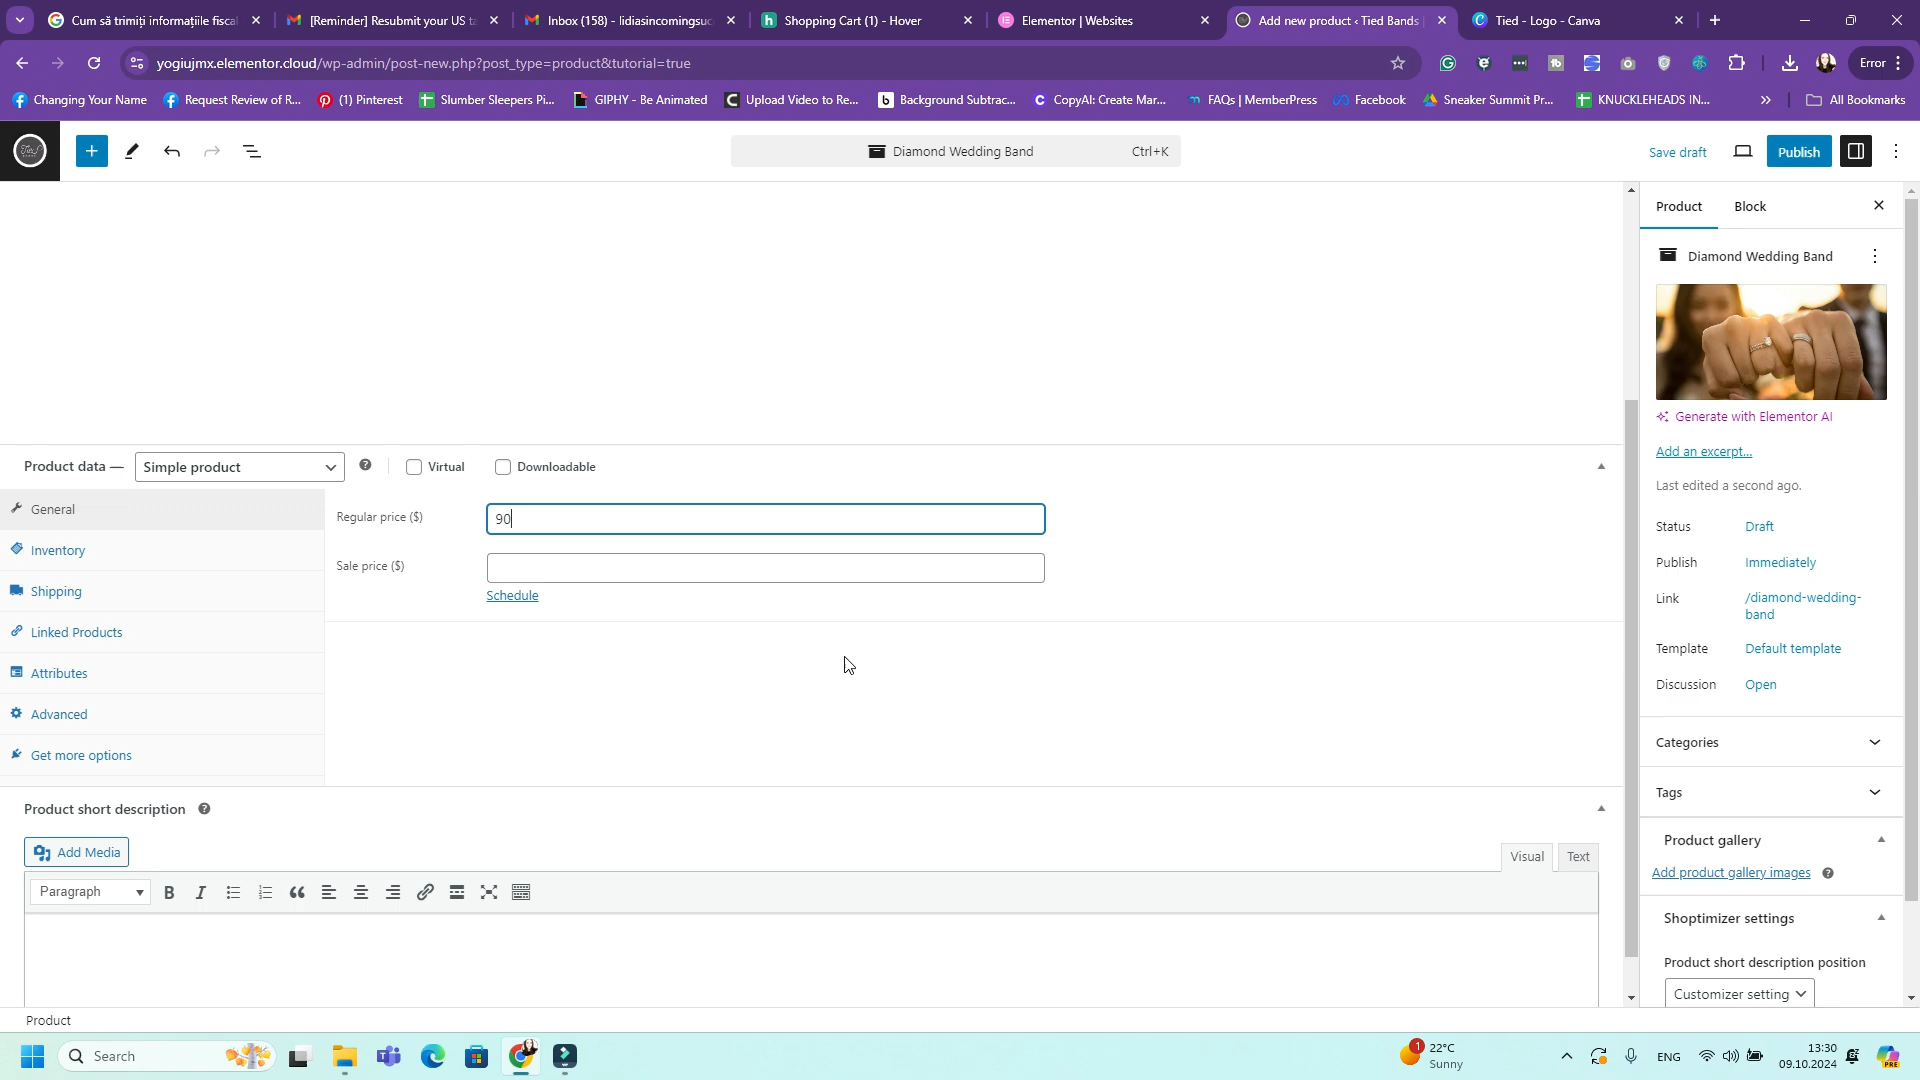 Cum să trimiți informațiile fiscal
[Reminder] Resubmit your US ta
Inbox (158) - lidiasincomingsuc
Shopping Cart (1) - Hover
Elementor | Websites
Add new product ‹ Tied Bands
Tied - Logo - Canva
yogiujmx.elementor.cloud/wp-admin/post-new.php?post_type=product&tutorial=true
Error
Changing Your Name
Request Review of R...
(1) Pinterest
Slumber Sleepers Pi...
GIPHY - Be Animated
Upload Video to Re...
Background Subtrac...
CopyAI: Create Mar...
FAQs | MemberPress
Facebook
Sneaker Summit Pr...
KNUCKLEHEADS IN...
»
All Bookmarks
Diamond Wedding Band
Ctrl+K
Save draft
Publish
Product
Block
Diamond Wedding Band
Generate with Elementor AI
Add an excerpt...
Last edited a second ago.
Status
Draft
Publish
Immediately
Link
/diamond-wedding-
band
Template
Default template
Discussion
Open
Categories
Tags
Product gallery
Add product gallery images
Shoptimizer settings
Product short description position
Customizer setting
Product data —
Simple product
Virtual
Downloadable
General
Inventory
Shipping
Linked Products
Attributes
Advanced
Get more options
Regular price ($)
90
Sale price ($)
Schedule
Product short description
Add Media
Visual
Text
Paragraph
Product
Search
1
22°C
Sunny
ENG
13:30
09.10.2024
PRE